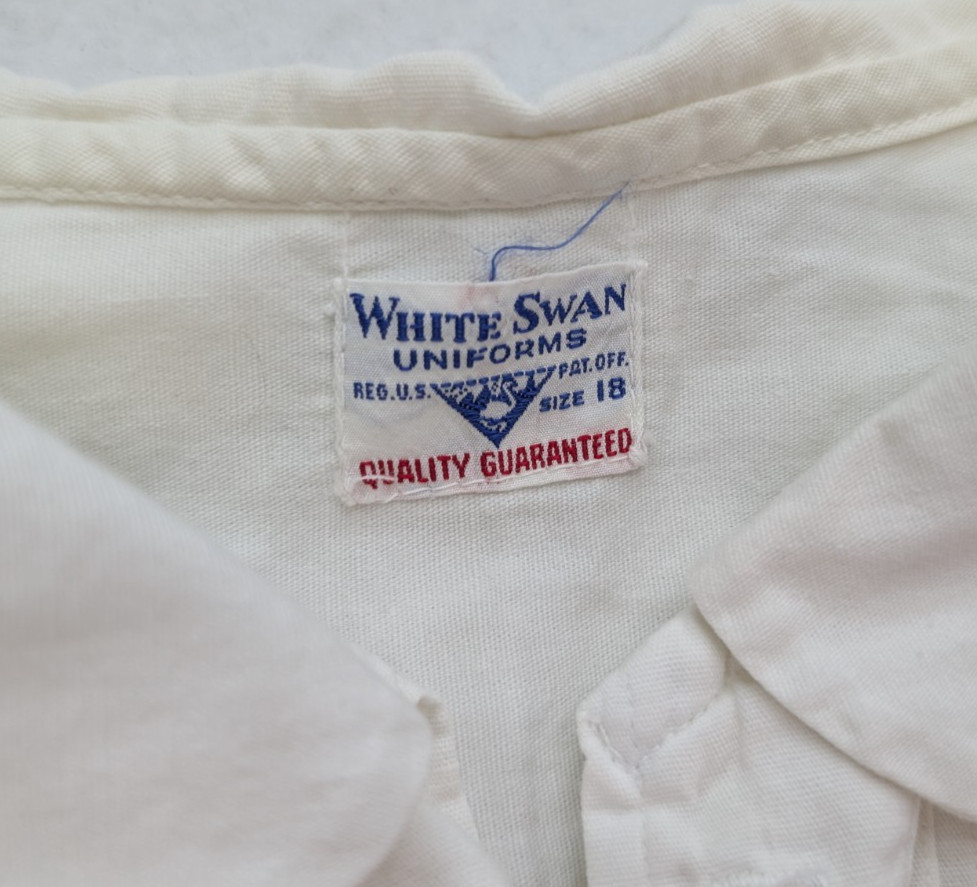 WHITE SWAN
UNIFORMS
REG. U.S. PAT. OFF.
SIZE 18
QUALITY GUARANTEED